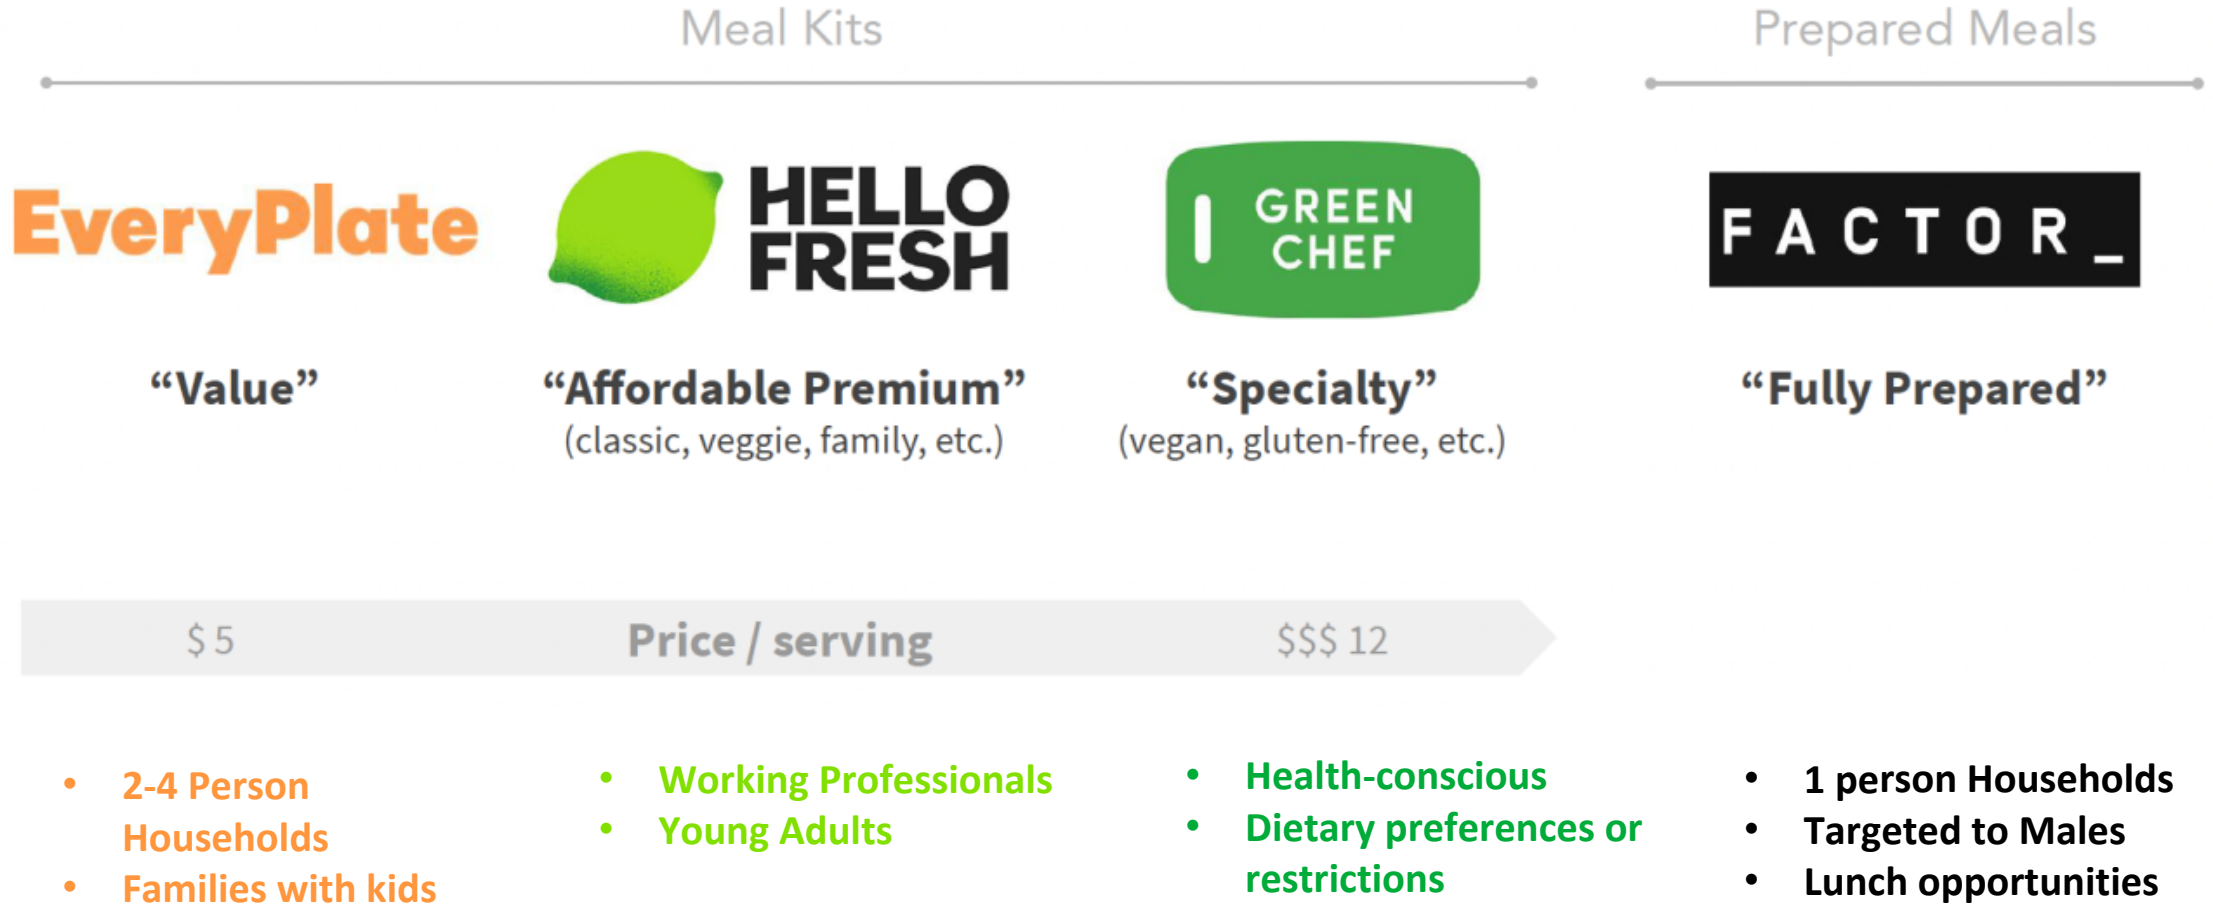 Meal Kits
Prepared Meals
EveryPlate
HELLO
FRESH
GREEN
CHEF
FACTOR_
“Value”
“Affordable Premium”
(classic, veggie, family, etc.)
“Specialty”
(vegan, gluten-free, etc.)
“Fully Prepared”
$ 5
Price / serving
$$$ 12
• 2-4 Person
Households
• Families with kids
• Working Professionals
• Young Adults
• Health-conscious
• Dietary preferences or
restrictions
• 1 person Households
• Targeted to Males
• Lunch opportunities